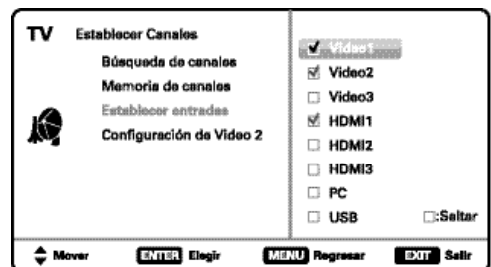 TV
Establecer Canales
Búsqueda de canales
Memoria de canales
Establecer entradas
Configuración de Video 2
Video1
Video2
Video3
HDMI1
HDMI2
HDMI3
PC
USB
:Saltar
Mover ENTER Elegir MENU Regresar EXIT Salir